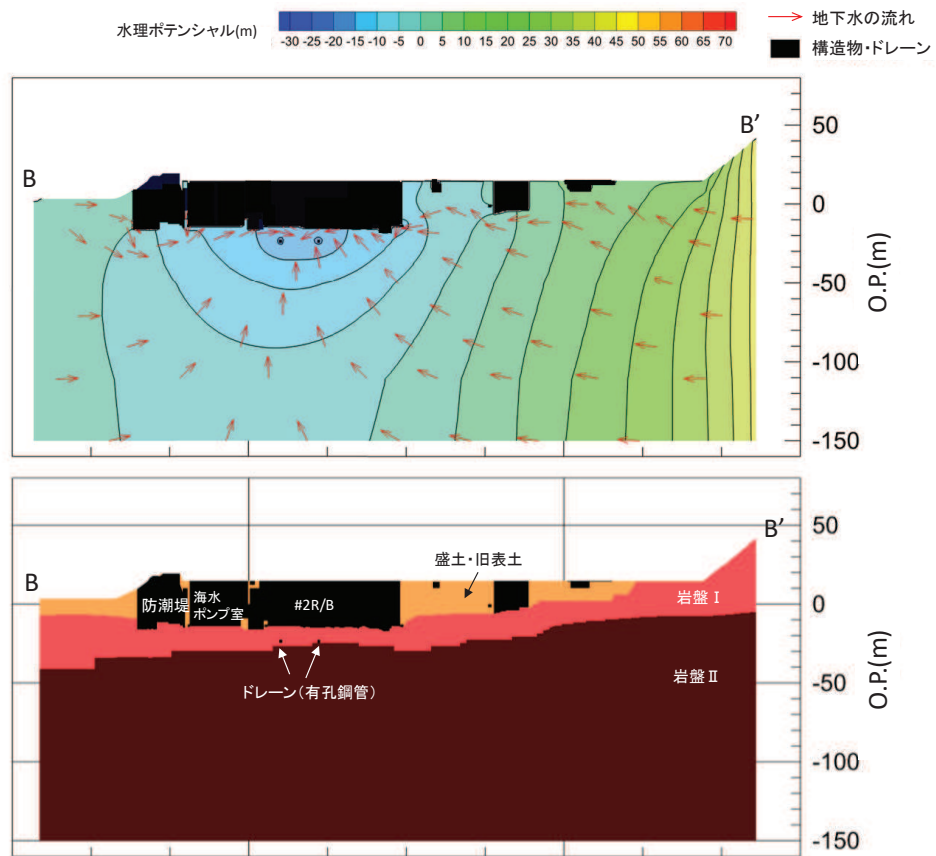 水理ポテンシャル(m)
-30 -25 -20 -15 -10 -5 0 5 10 15 20 25 30 35 40 45 50 55 60 65 70
地下水の流れ
構造物・ドレーン
B
B'
50
0
-50
-100
-150
O.P.(m)
B
B'
盛土・旧表土
防潮堤
海水
ポンプ室
#2R/B
岩盤Ⅰ
ドレーン(有孔鋼管)
岩盤Ⅱ
50
0
-50
-100
-150
O.P.(m)